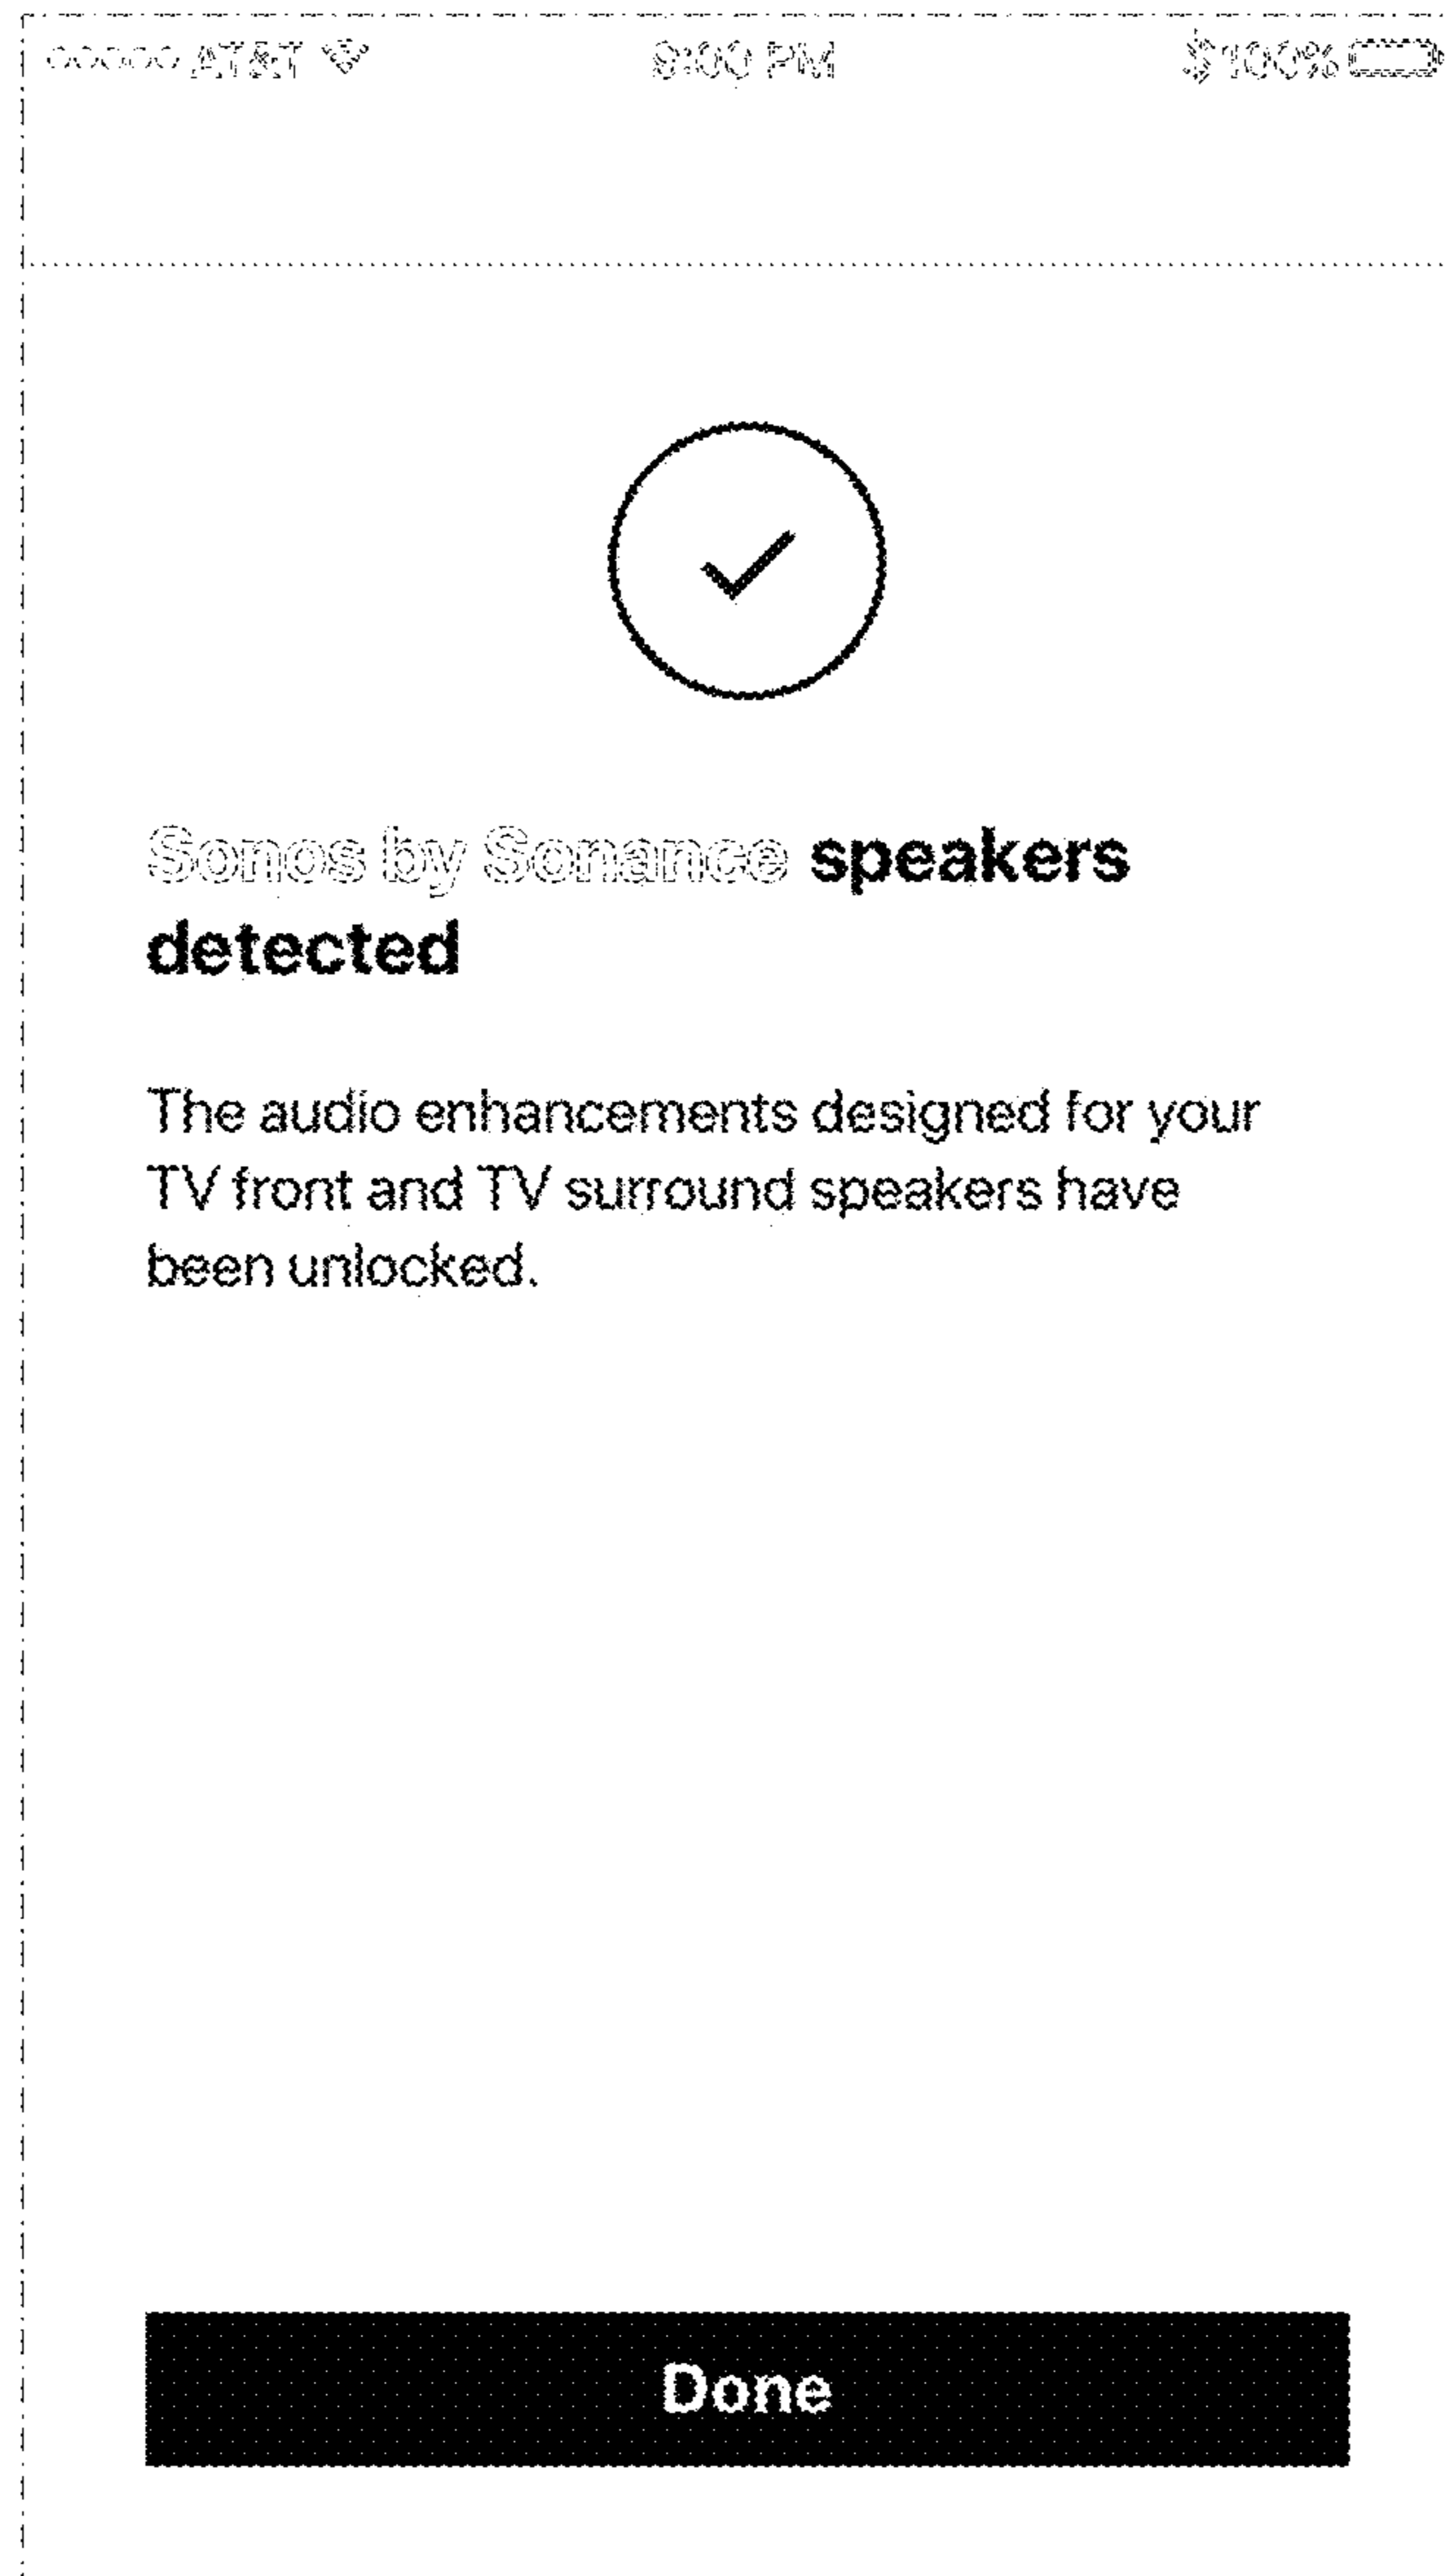 AT&T 9:00 PM 100%
Sonos by Sonance speakers
detected
The audio enhancements designed for your
TV front and TV surround speakers have
been unlocked.
Done